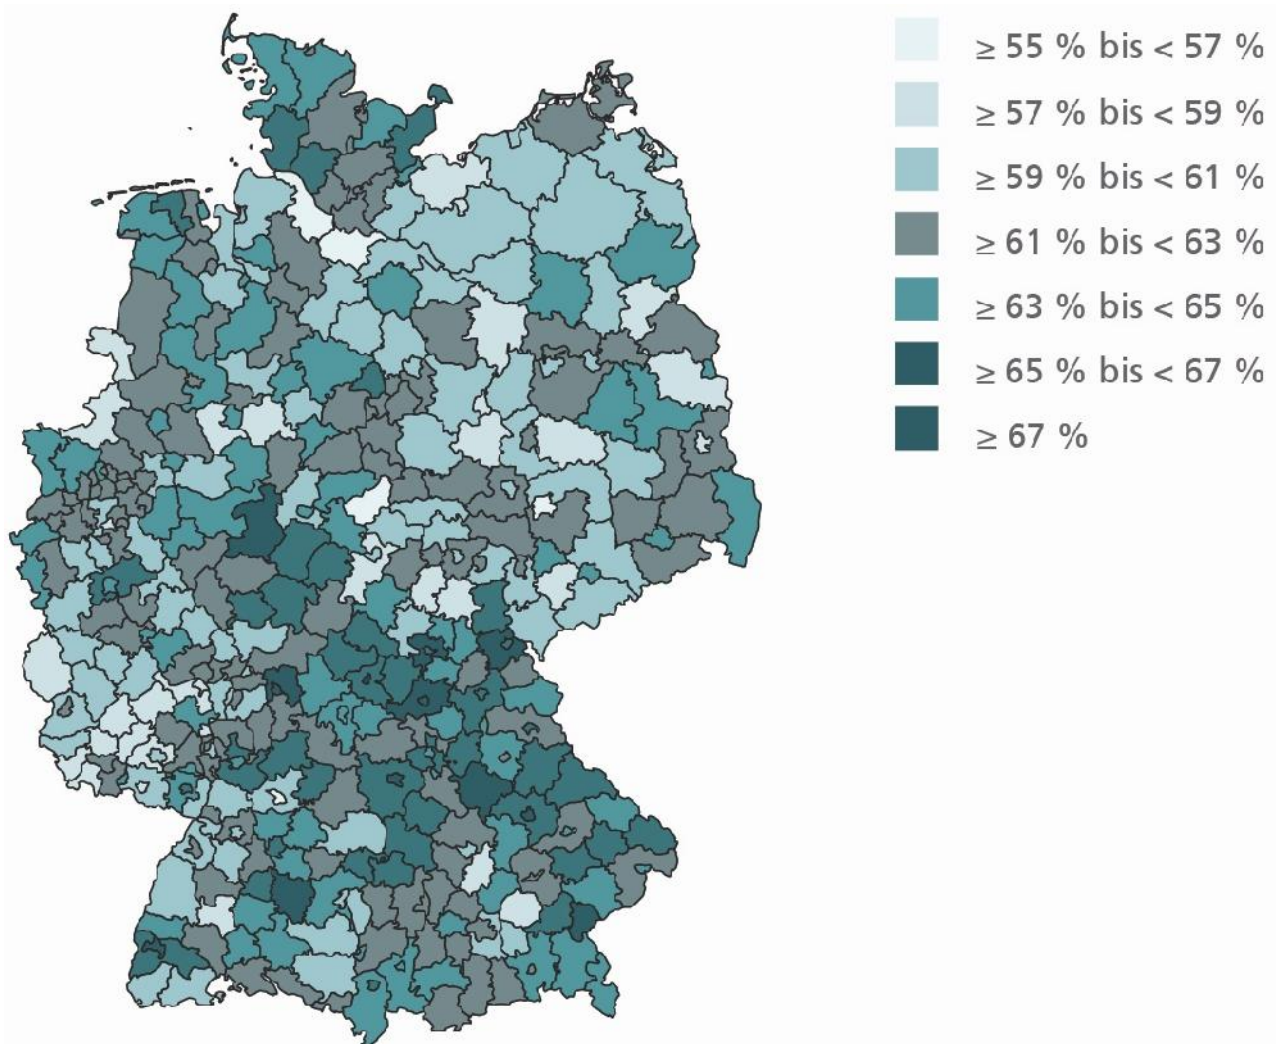 ≥ 55 % bis < 57 %
≥ 57 % bis < 59 %
≥ 59 % bis < 61 %
≥ 61 % bis < 63 %
≥ 63 % bis < 65 %
≥ 65 % bis < 67 %
≥ 67 %